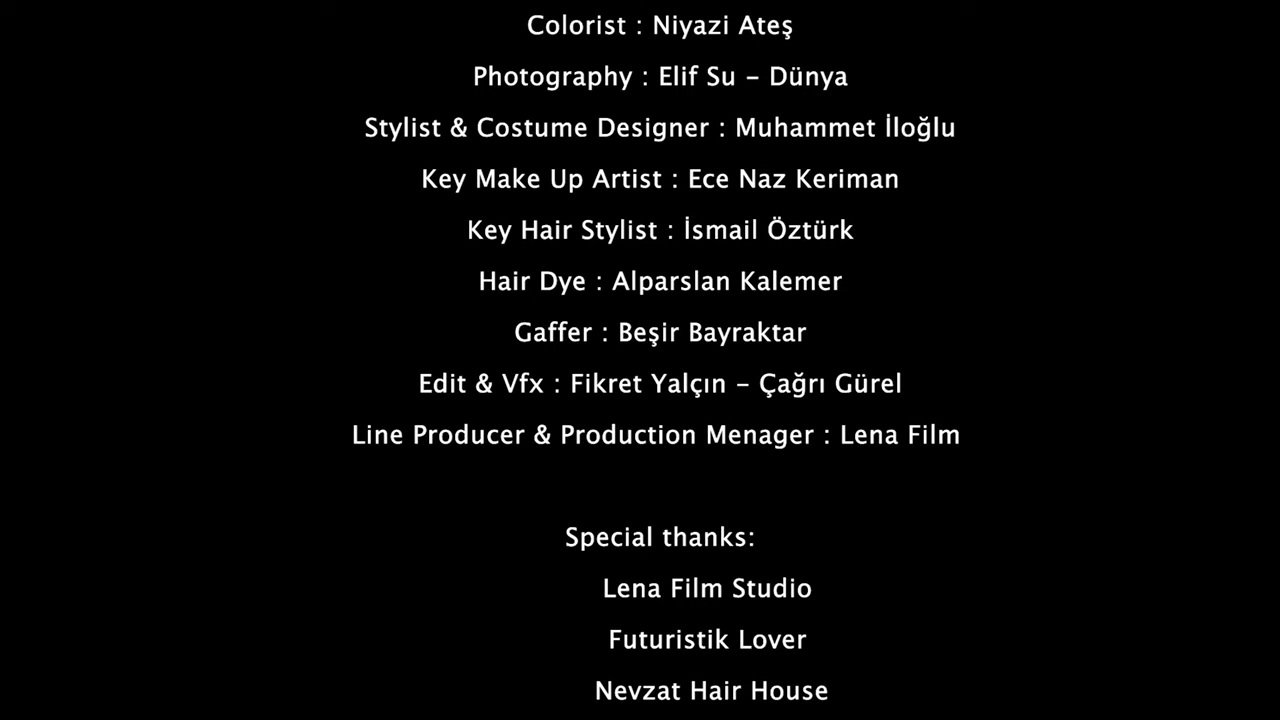 Colorist : Niyazi Ateş
Photography : Elif Su - Dünya
Stylist & Costume Designer : Muhammet İloğlu
Key Make Up Artist : Ece Naz Keriman
Key Hair Stylist : İsmail Öztürk
Hair Dye : Alparslan Kalemer
Gaffer : Beşir Bayraktar
Edit & Vfx : Fikret Yalçın - Çağrı Gürel
Line Producer & Production Menager : Lena Film
Special thanks:
Lena Film Studio
Futuristik Lover
Nevzat Hair House